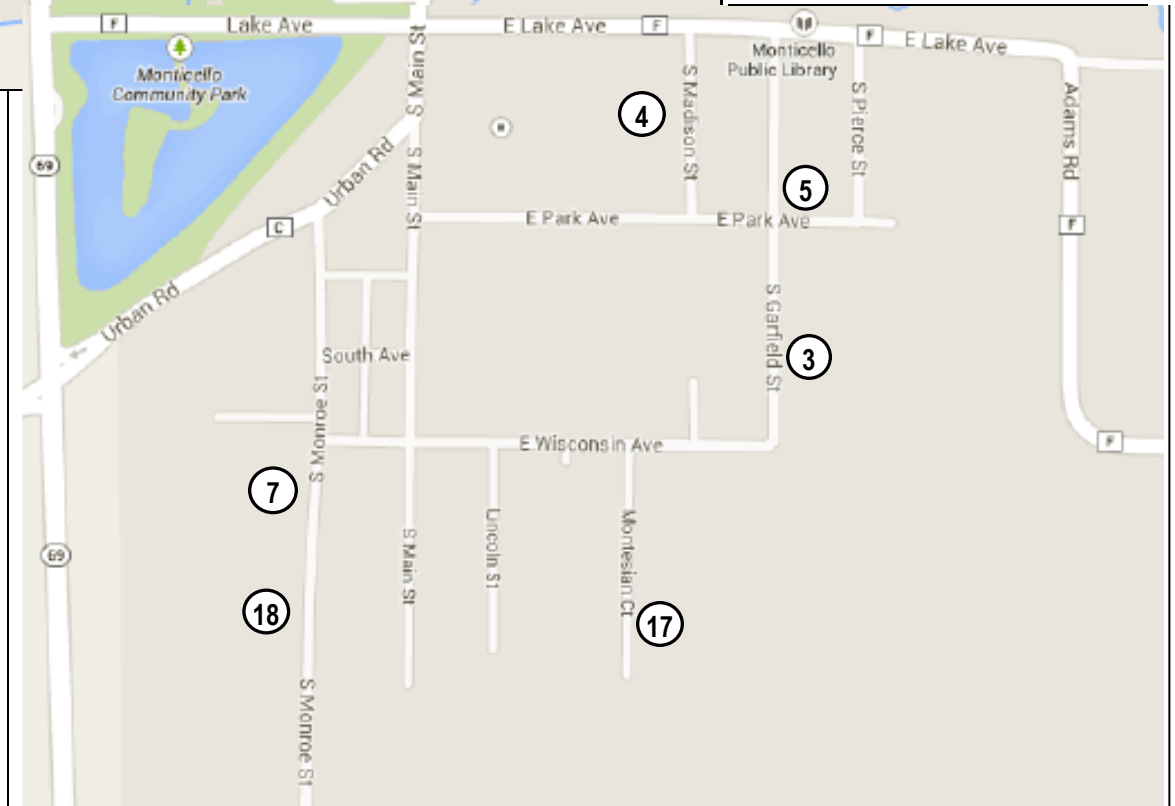 F
Lake Ave
E Lake Ave
F
Monticello
Public Library
F
E Lake Ave
Monticello
Community Park
S Main St
4
S Madison St
S Pierce St
Adams Rd
69
Urban Rd
S Main St
5
C
E Park Ave
E Park Ave
F
Urban Rd
S Garfield St
3
South Ave
S Monroe St
E Wisconsin Ave
F
7
69
S Main St
Lincoln St
Montesian Ct
18
17
S Monroe St